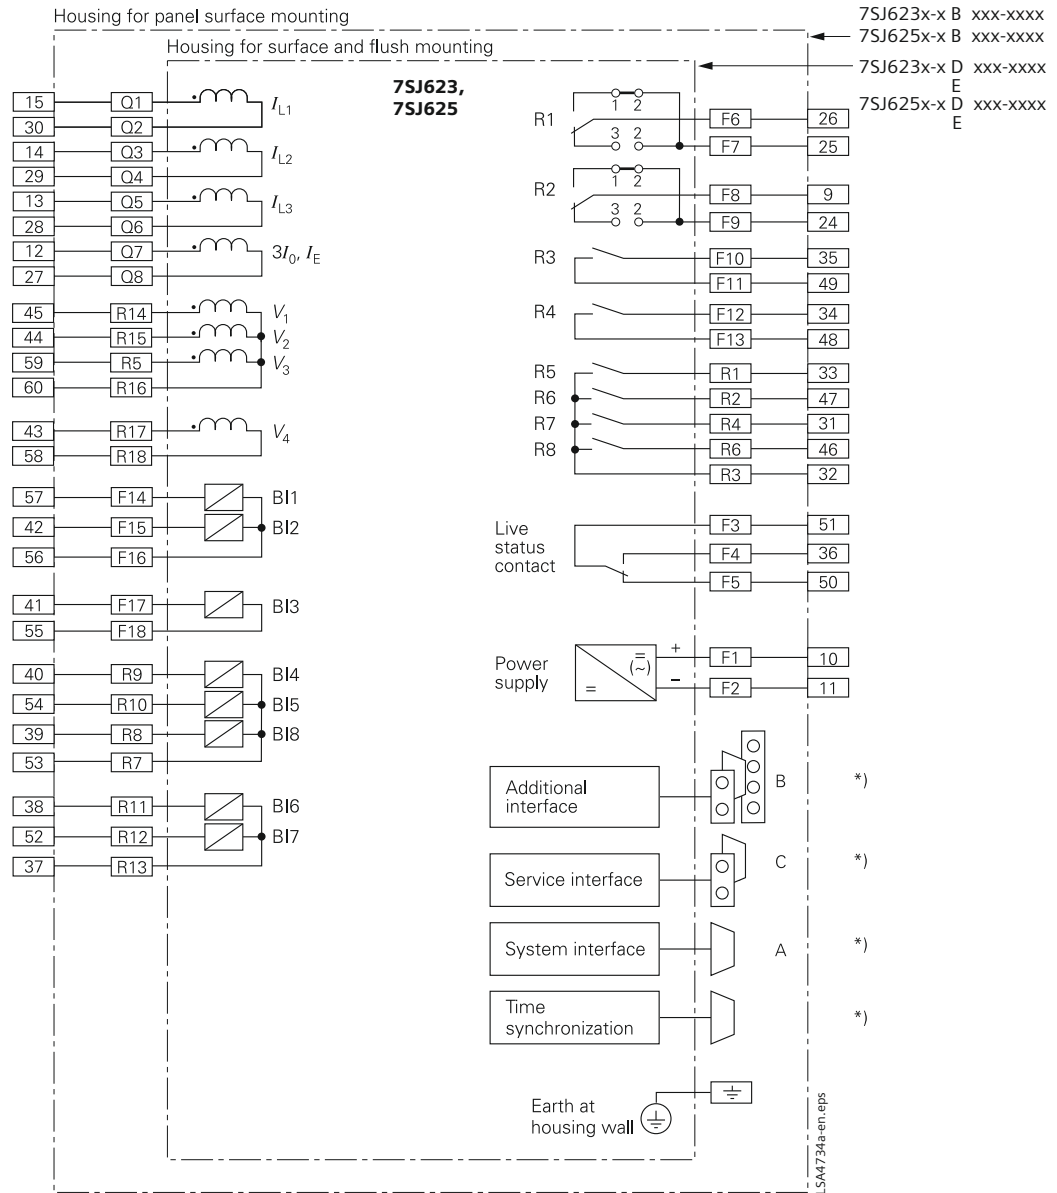 Housing for panel surface mounting
7SJ623x-x B xxx-xxxx
7SJ625x-x B xxx-xxxx
Housing for surface and flush mounting
7SJ623x-x D xxx-xxxx
E
7SJ625x-x D xxx-xxxx
E
7SJ623,
7SJ625
15 Q1 IL1
30 Q2
14 Q3 IL2
29 Q4
13 Q5 IL3
28 Q6
12 Q7 3I0, IE
27 Q8
45 R14 V1
44 R15 V2
59 R5 V3
60 R16
43 R17 V4
58 R18
57 F14 BI1
42 F15 BI2
56 F16
41 F17 BI3
55 F18
40 R9 BI4
54 R10 BI5
39 R8 BI8
53 R7
38 R11 BI6
52 R12 BI7
37 R13
1 2
R1 F6 26
3 2
F7 25
1 2
R2 F8 9
3 2
F9 24
R3 F10 35
F11 49
R4 F12 34
F13 48
R5 R1 33
R6 R2 47
R7 R4 31
R8 R6 46
R3 32
Live
status
contact
F3 51
F4 36
F5 50
Power
supply
= (~) =
+ F1 10
– F2 11
Additional
interface
B *)
Service interface C *)
System interface A *)
Time
synchronization
*)
Earth at
housing wall
LSA4734a-en.eps